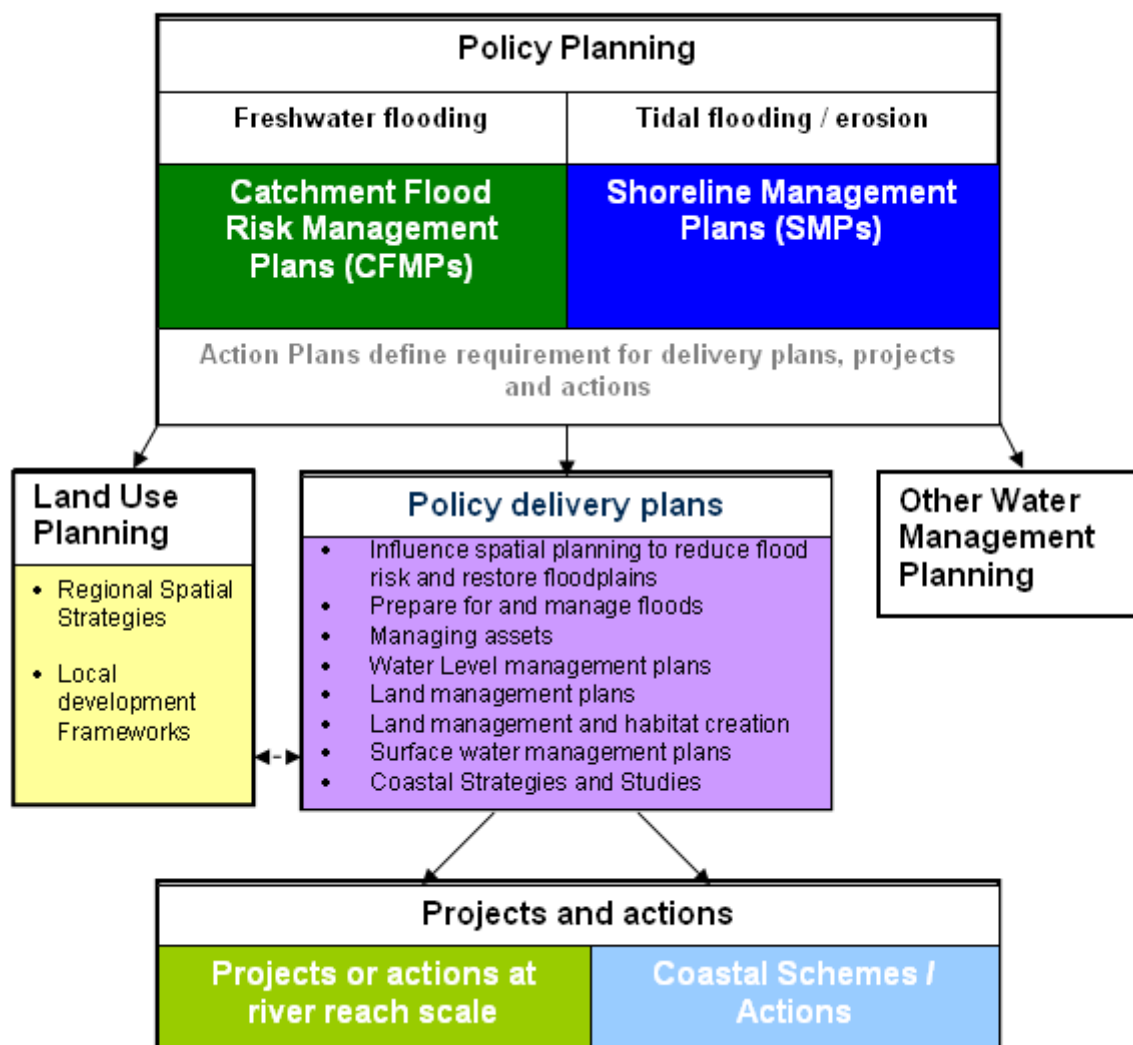 Policy Planning
Freshwater flooding
Tidal flooding / erosion
Catchment Flood
Risk Management
Plans (CFMPs)
Shoreline Management
Plans (SMPs)
Action Plans define requirement for delivery plans, projects
and actions
Land Use
Planning
• Regional Spatial
Strategies
• Local
development
Frameworks
Policy delivery plans
• Influence spatial planning to reduce flood
risk and restore floodplains
• Prepare for and manage floods
• Managing assets
• Water Level management plans
• Land management plans
• Land management and habitat creation
• Surface water management plans
• Coastal Strategies and Studies
Other Water
Management
Planning
Projects and actions
Projects or actions at
river reach scale
Coastal Schemes /
Actions